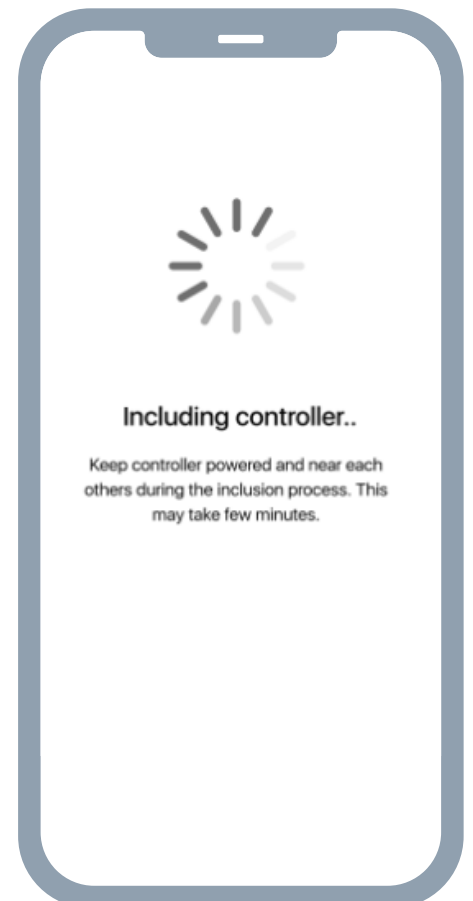 Including controller..
Keep controller powered and near each
others during the inclusion process. This
may take few minutes.